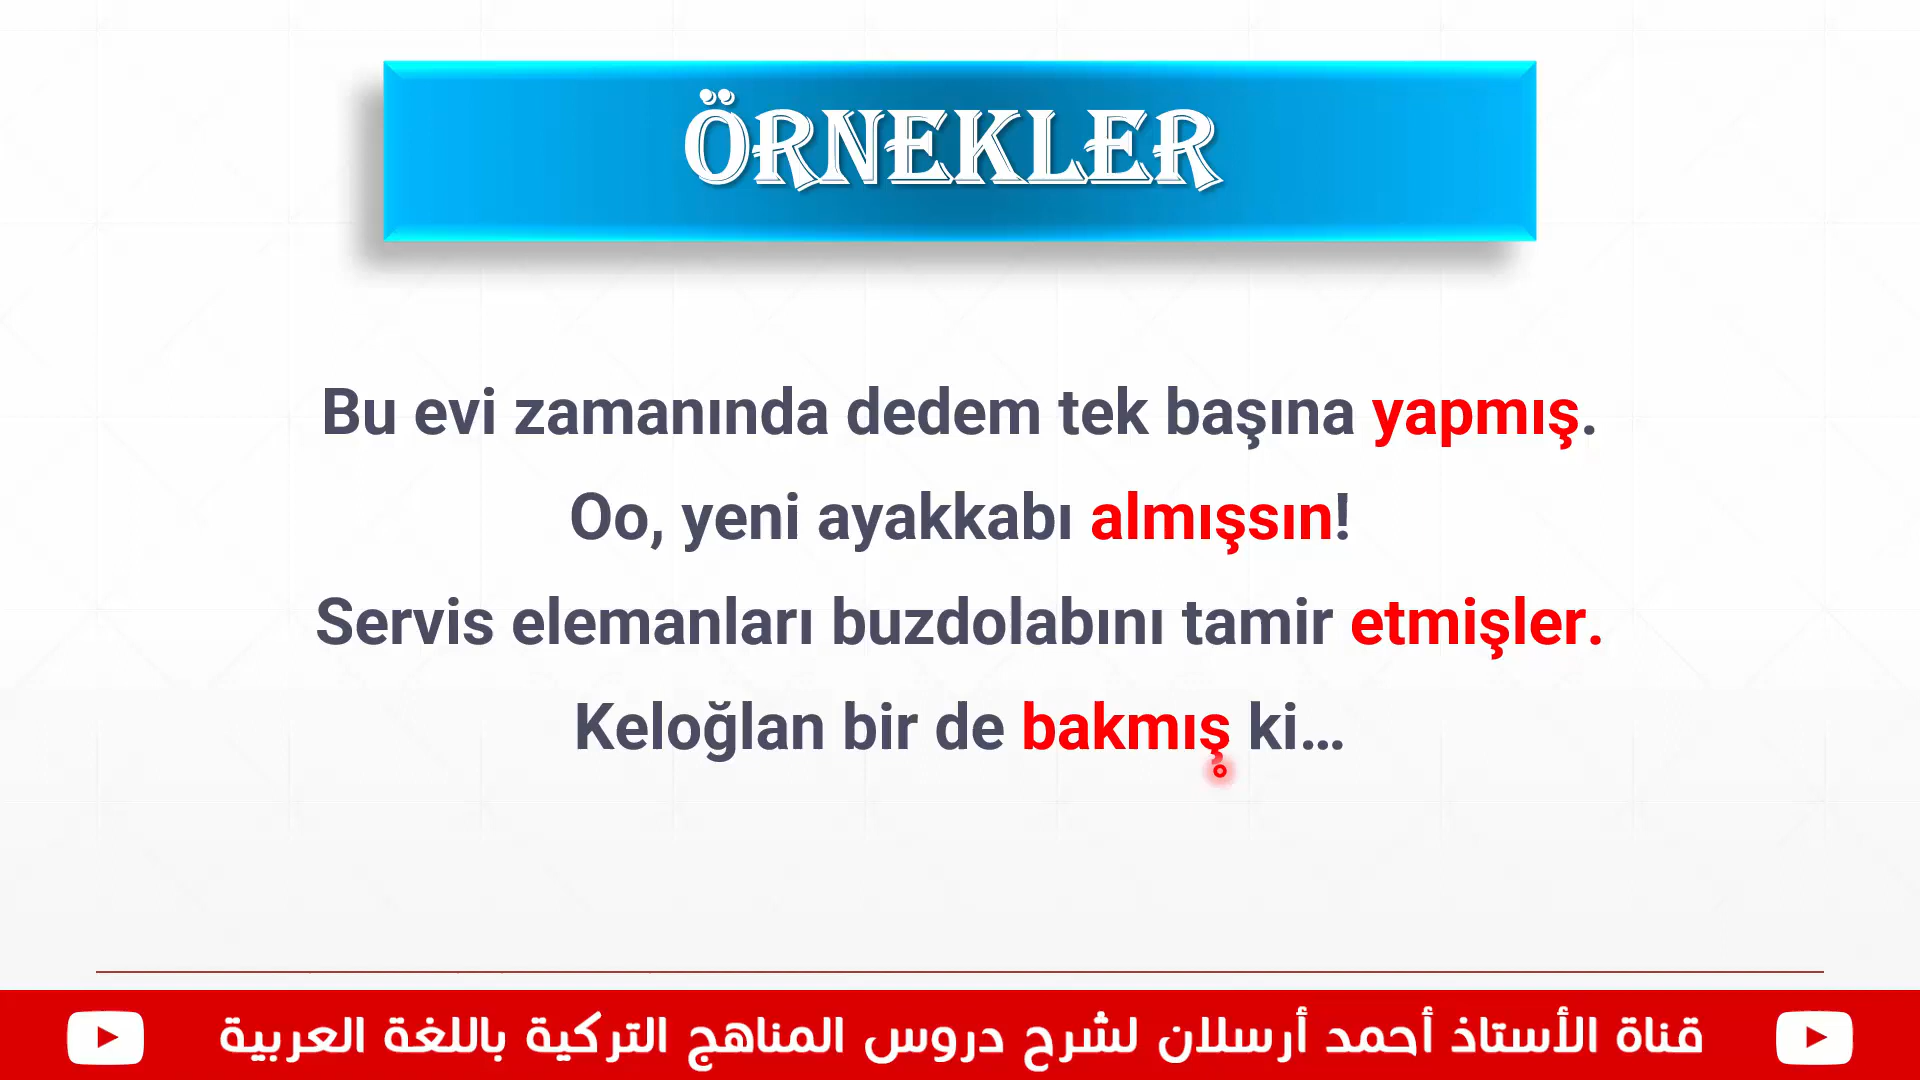 ÖRNEKLER
Bu evi zamanında dedem tek başına yapmış.
Oo, yeni ayakkabı almışsın!
Servis elemanları buzdolabını tamir etmişler.
Keloğlan bir de bakmış ki...
قناة الأستاذ أحمد أرسلان لشرح دروس المناهج التركية باللغة العربية